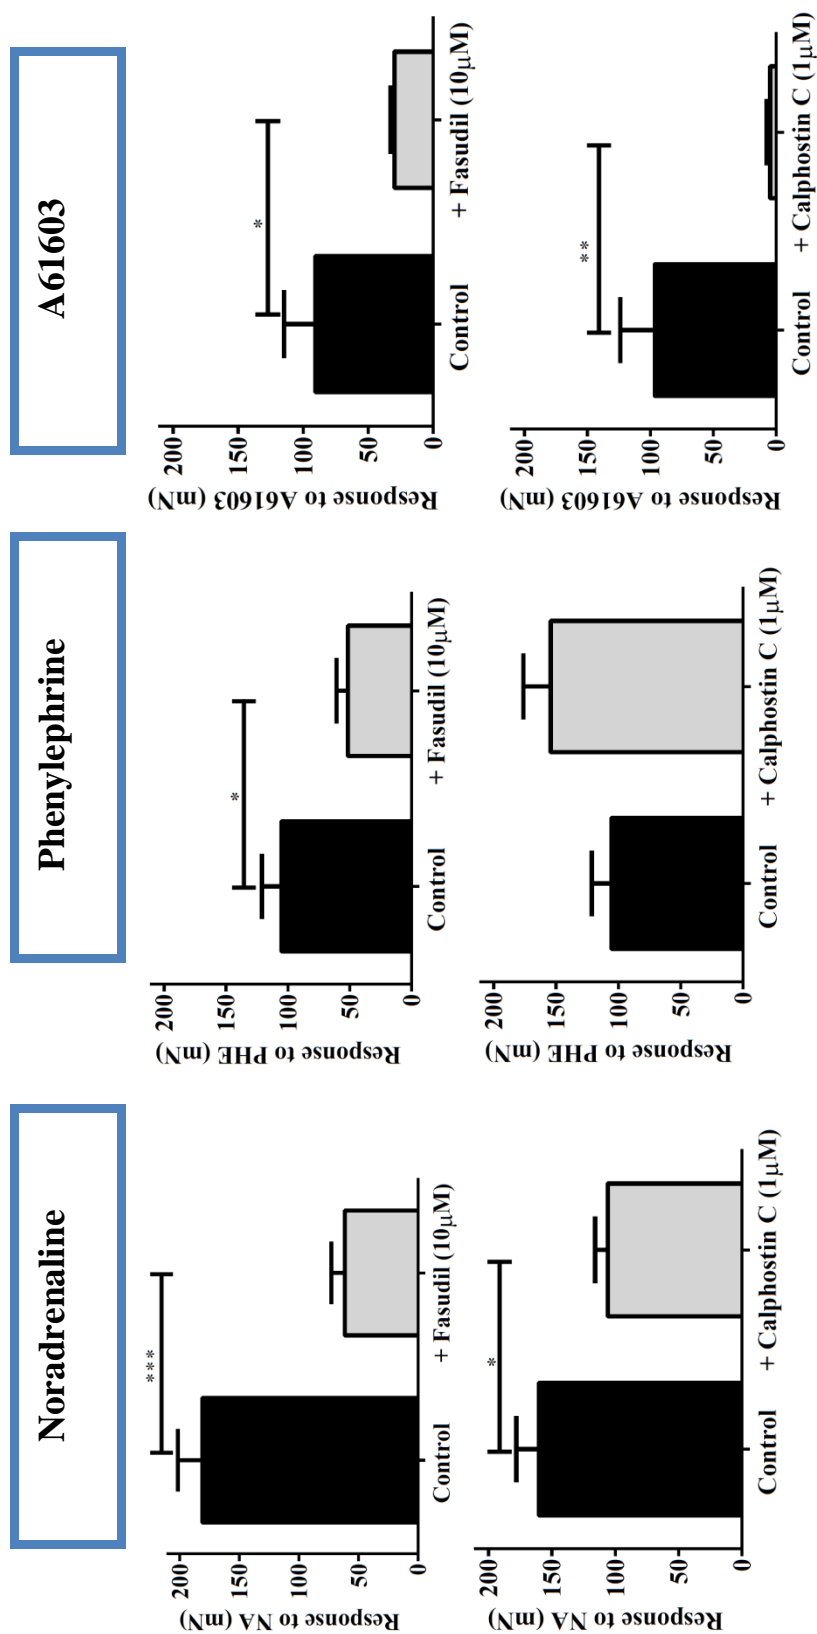 Noradrenaline
Phenylephrine
A61603
Response to NA (mN)
200
150
100
50
0
***
Control
+ Fasudil (10µM)
Response to PHE (mN)
200
150
100
50
0
*
Control
+ Fasudil (10µM)
Response to A61603 (mN)
200
150
100
50
0
*
Control
+ Fasudil (10µM)
Response to NA (mN)
200
150
100
50
0
*
Control
+ Calphostin C (1µM)
Response to PHE (mN)
200
150
100
50
0
Control
+ Calphostin C (1µM)
Response to A61603 (mN)
200
150
100
50
0
**
Control
+ Calphostin C (1µM)